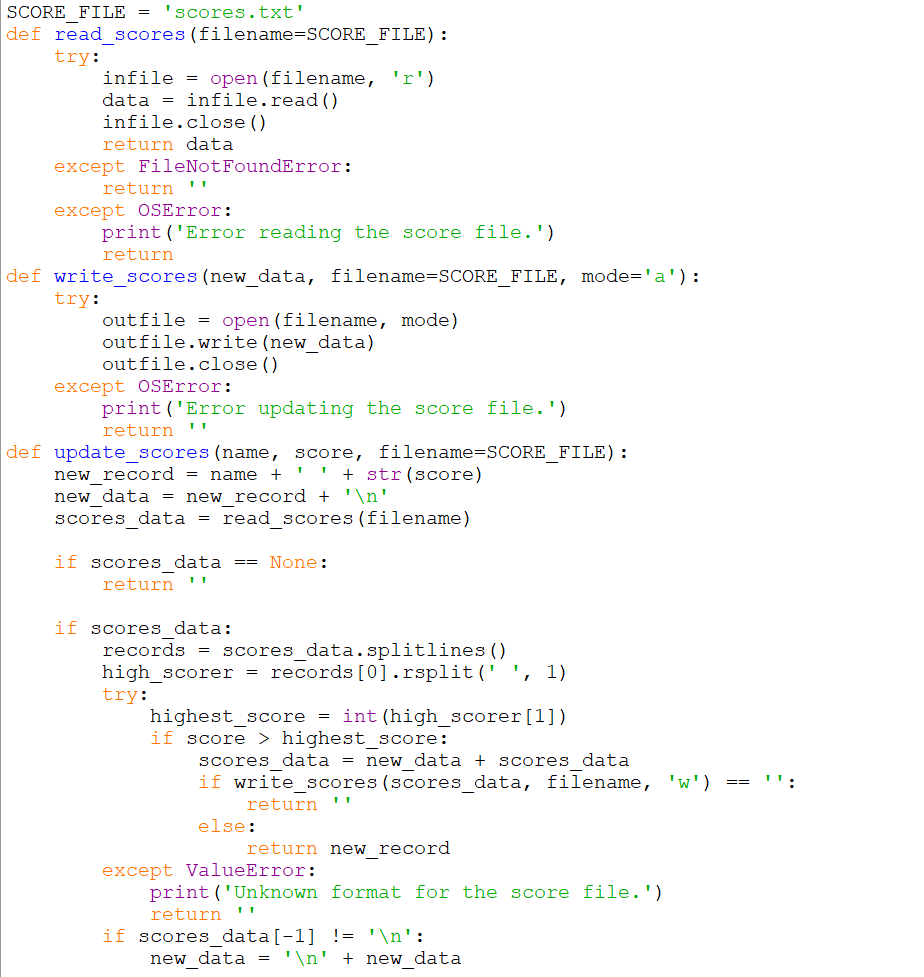 SCORE_FILE = 'scores.txt'
def read_scores(filename=SCORE_FILE):
    try:
        infile = open(filename, 'r')
        data = infile.read()
        infile.close()
        return data
    except FileNotFoundError:
        return ''
    except OSError:
        print('Error reading the score file.')
        return
def write_scores(new_data, filename=SCORE_FILE, mode='a'):
    try:
        outfile = open(filename, mode)
        outfile.write(new_data)
        outfile.close()
    except OSError:
        print('Error updating the score file.')
        return ''
def update_scores(name, score, filename=SCORE_FILE):
    new_record = name + ' ' + str(score)
    new_data = new_record + '\n'
    scores_data = read_scores(filename)

    if scores_data == None:
        return ''

    if scores_data:
        records = scores_data.splitlines()
        high_scorer = records[0].rsplit(' ', 1)
        try:
            highest_score = int(high_scorer[1])
            if score > highest_score:
                scores_data = new_data + scores_data
                if write_scores(scores_data, filename, 'w') == '':
                    return ''
                else:
                    return new_record
        except ValueError:
            print('Unknown format for the score file.')
            return ''
        if scores_data[-1] != '\n':
            new_data = '\n' + new_data